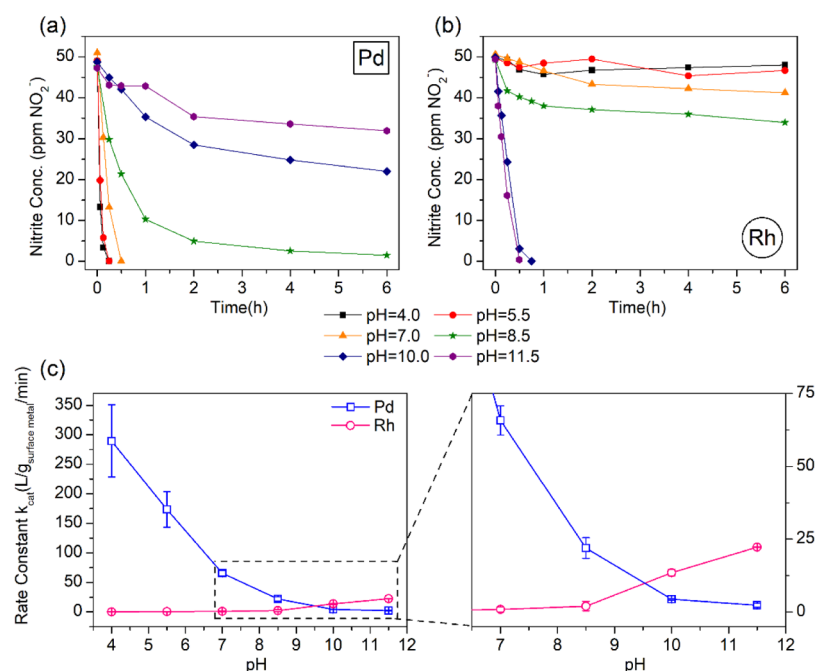 (a)
Pd
Nitrite Conc. (ppm NO₂⁻)
50
40
30
20
10
0
0 1 2 3 4 5 6
Time(h)
(b)
Rh
Nitrite Conc. (ppm NO₂⁻)
50
40
30
20
10
0
0 1 2 3 4 5 6
Time(h)
pH=4.0 pH=5.5
pH=7.0 pH=8.5
pH=10.0 pH=11.5
(c)
Rate Constant k_cat (L/g_surface metal/min)
350
300
250
200
150
100
50
0
Pd
Rh
4 5 6 7 8 9 10 11 12
pH
75
50
25
0
7 8 9 10 11 12
pH